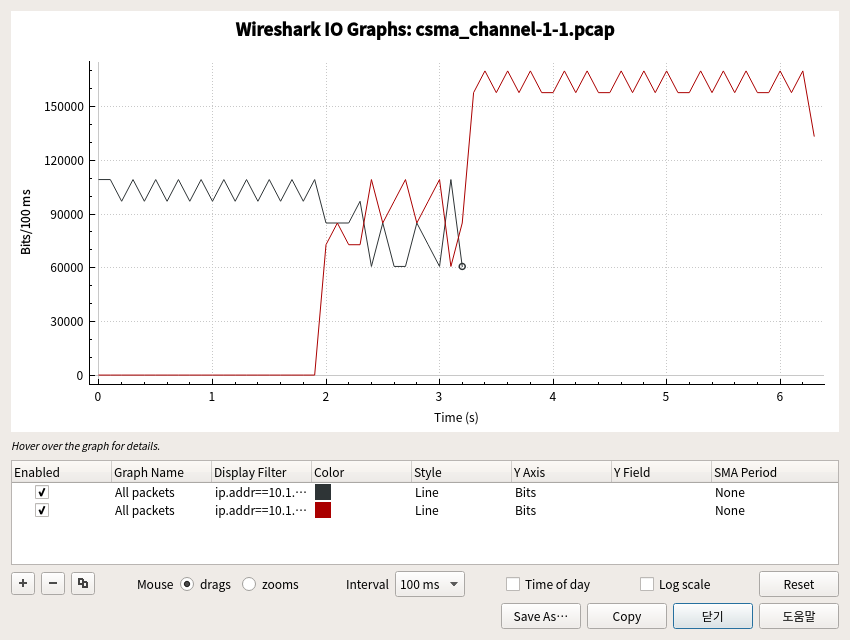 Wireshark IO Graphs: csma_channel-1-1.pcap
Bits/100 ms
150000
120000
90000
60000
30000
0
0 1 2 3 4 5 6
Time (s)
Hover over the graph for details.
Enabled Graph Name Display Filter Color Style Y Axis Y Field SMA Period
All packets ip.addr==10.1.⋯ Line Bits None
All packets ip.addr==10.1.⋯ Line Bits None
+ − Mouse drags zooms Interval 100 ms Time of day Log scale Reset
Save As⋯ Copy 닫기 도움말